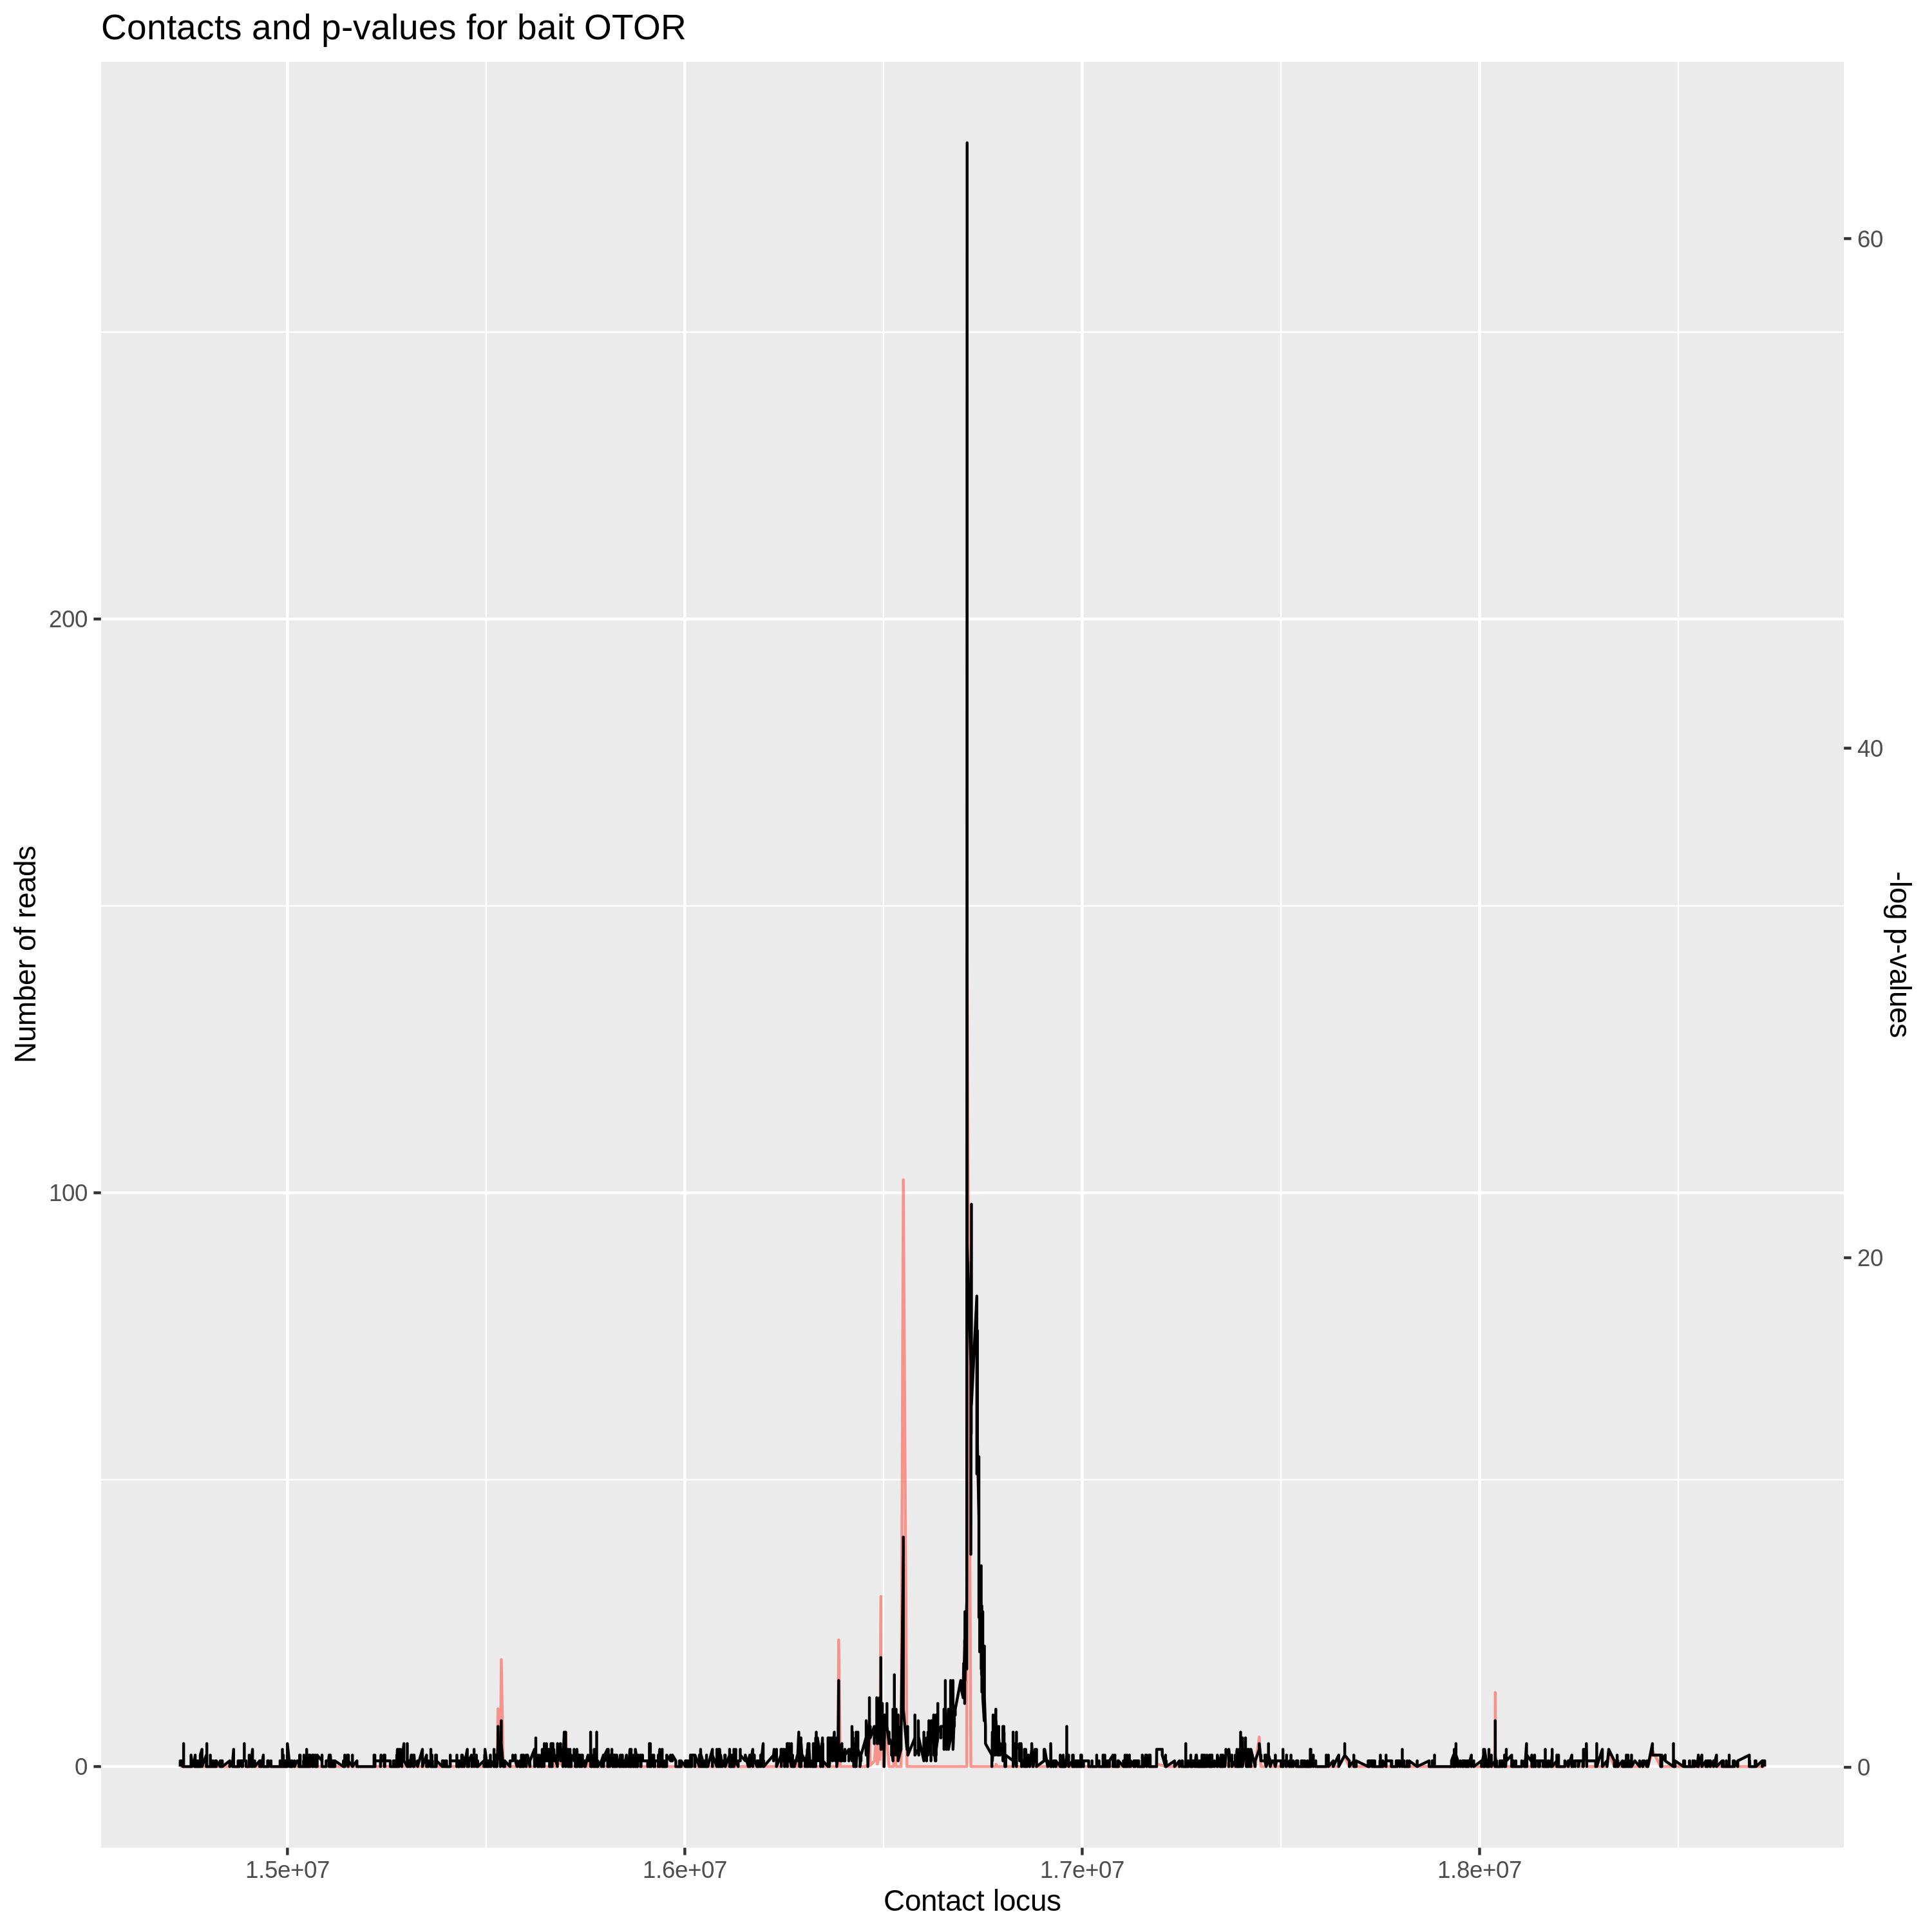 Contacts and p-values for bait OTOR
Number of reads
200
100
0
60
40
20
0
-log p-values
1.5e+07
1.6e+07
1.7e+07
1.8e+07
Contact locus